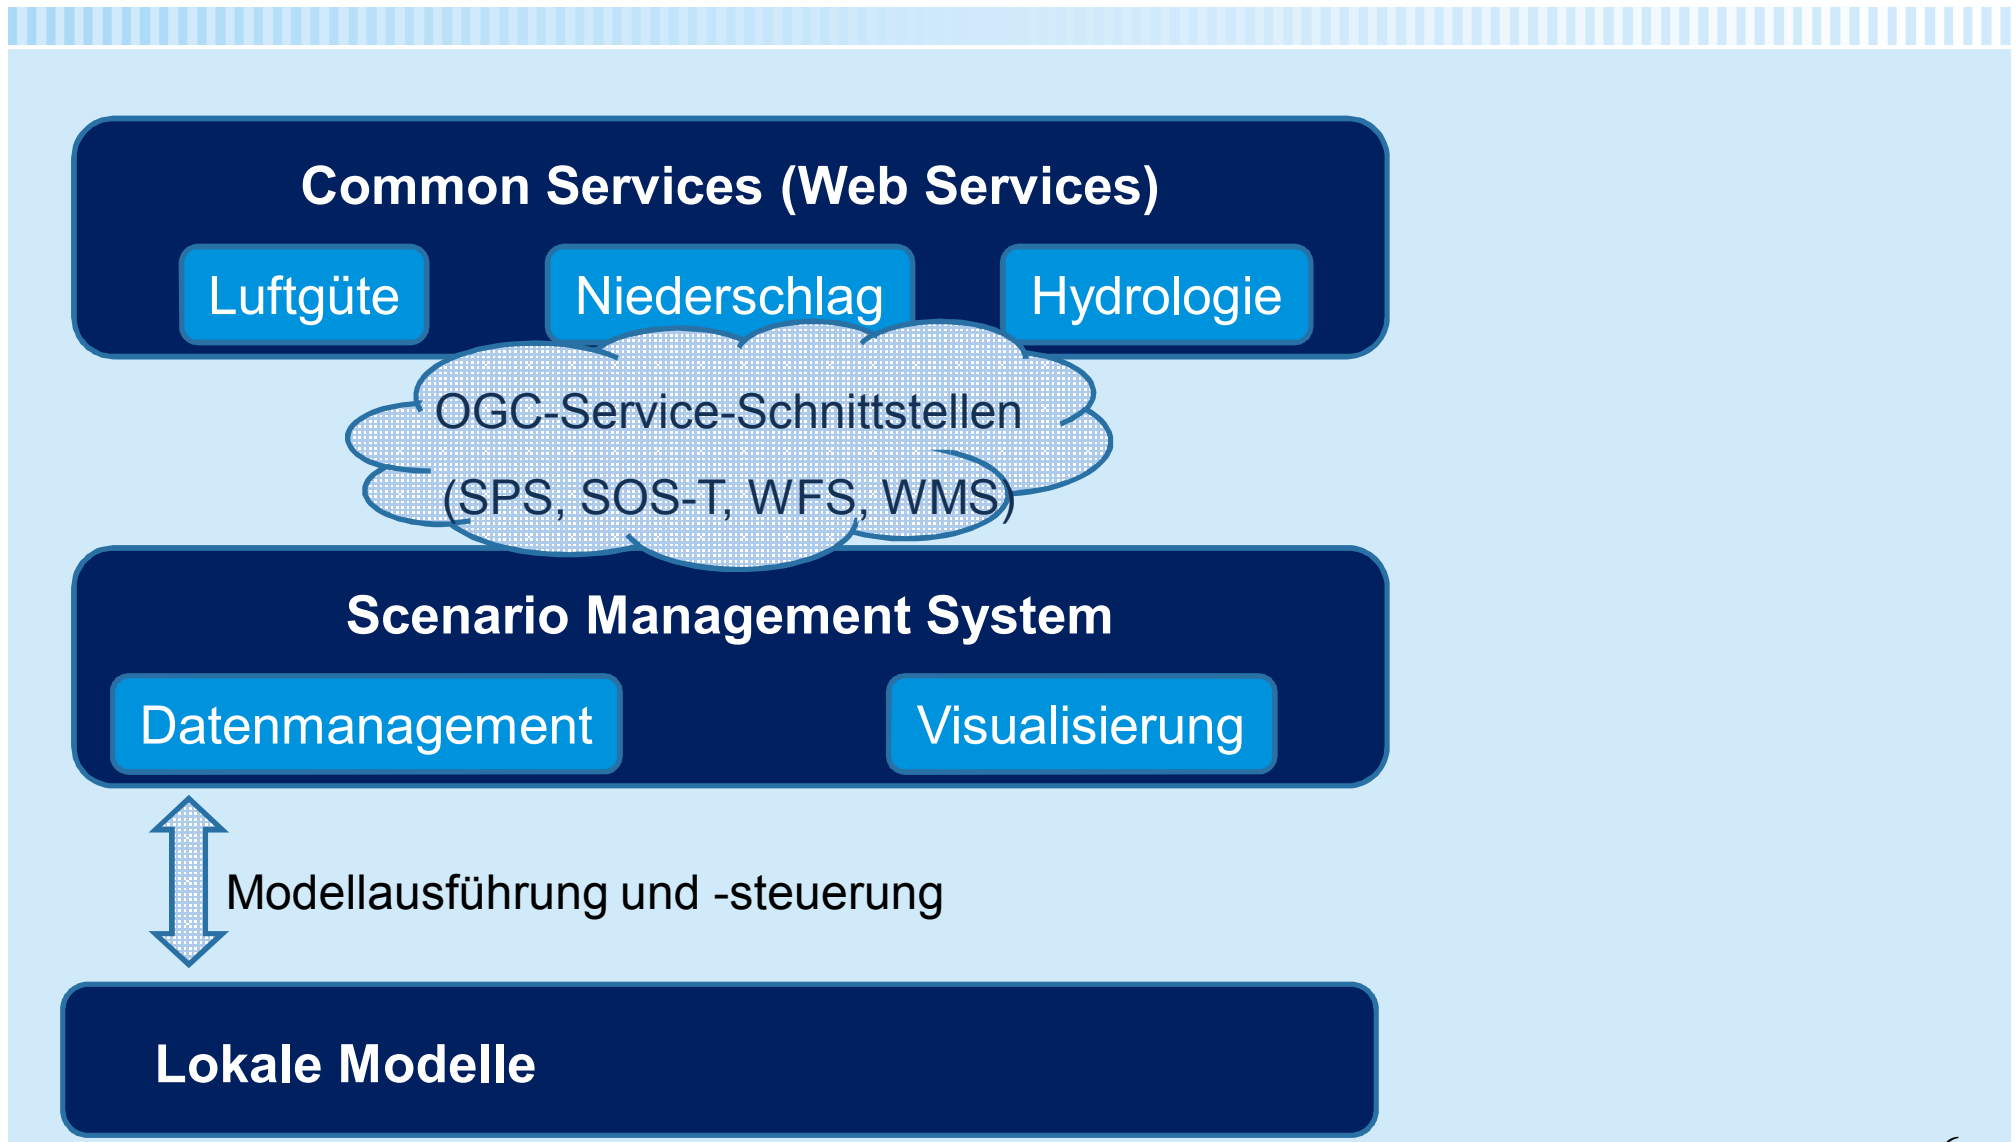 Common Services (Web Services)
Luftgüte Niederschlag Hydrologie
OGC-Service-Schnittstellen
(SPS, SOS-T, WFS, WMS)
Scenario Management System
Datenmanagement Visualisierung
Modellausführung und -steuerung
Lokale Modelle